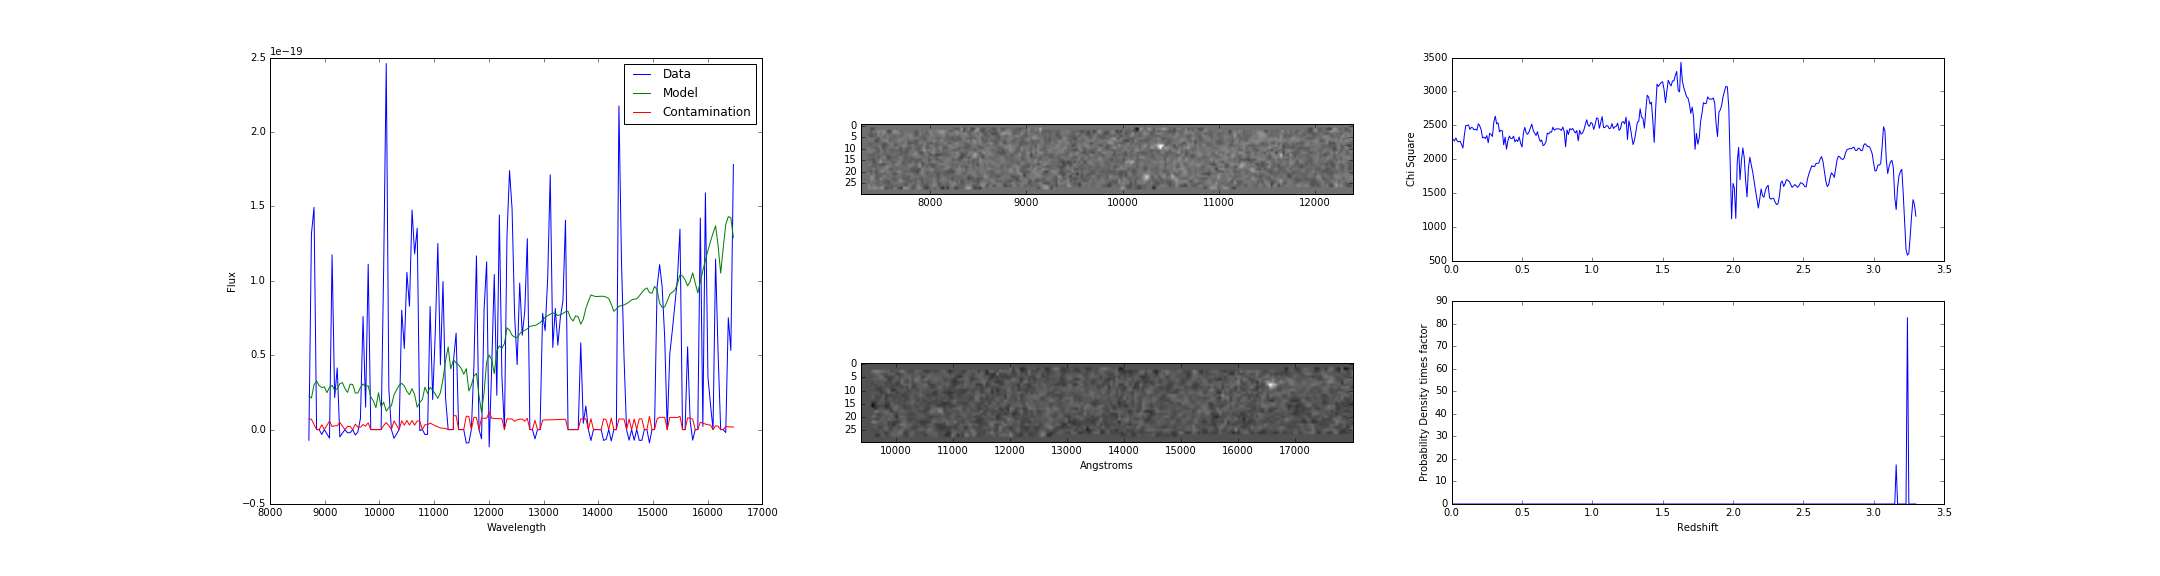 1e−19
2.5
2.0
1.5
1.0
0.5
0.0
−0.5
Flux
8000 9000 10000 11000 12000 13000 14000 15000 16000 17000
Wavelength
Data
Model
Contamination
0
5
10
15
20
25
8000 9000 10000 11000 12000
0
5
10
15
20
25
10000 11000 12000 13000 14000 15000 16000 17000
Angstroms
3500
3000
2500
2000
1500
1000
500
Chi Square
0.0 0.5 1.0 1.5 2.0 2.5 3.0 3.5
90
80
70
60
50
40
30
20
10
0
Probability Density times factor
0.0 0.5 1.0 1.5 2.0 2.5 3.0 3.5
Redshift